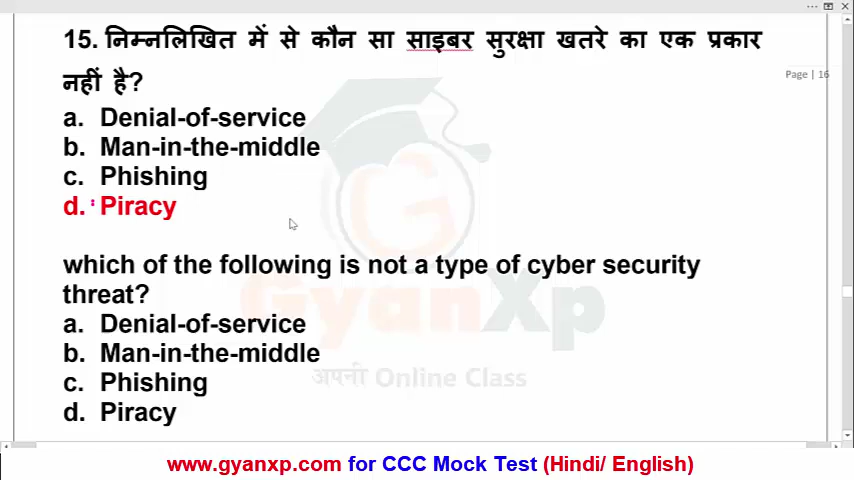 15. निम्नलिखित में से कौन सा साइबर सुरक्षा खतरे का एक प्रकार
नहीं है?
Page | 16
a. Denial-of-service
b. Man-in-the-middle
c. Phishing
d. Piracy
which of the following is not a type of cyber security
threat?
a. Denial-of-service
b. Man-in-the-middle
c. Phishing
d. Piracy
GyanXp
अपनी Online Class
www.gyanxp.com for CCC Mock Test (Hindi/ English)